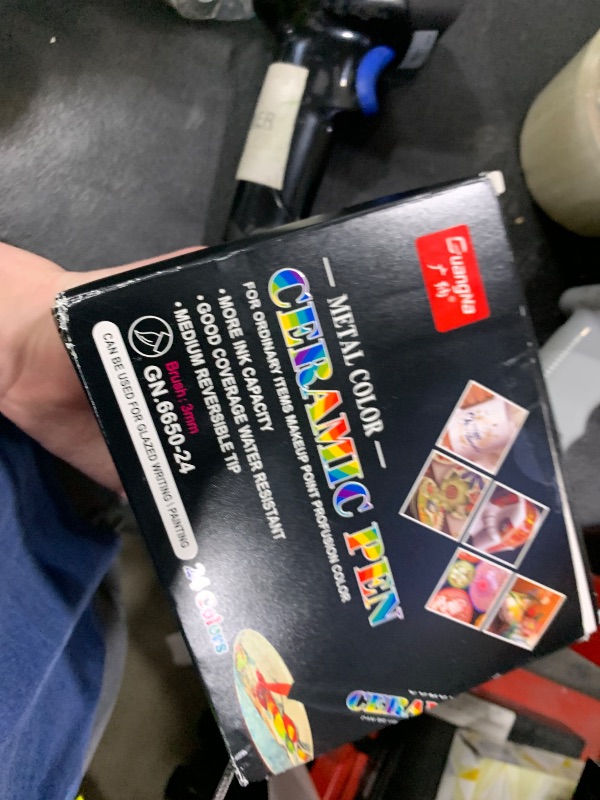 GuangNa
广纳®
METAL COLOR
CERAMIC PEN
FOR ORDINARY ITEMS MAKEUP POINT PROFUSION COLOR
•MORE INK CAPACITY
•GOOD COVERAGE WATER RESISTANT
•MEDIUM REVERSIBLE TIP
Brush: 3mm
GN.6650-24
CAN BE USED FOR GLAZED WRITING | PAINTING
24 Colors